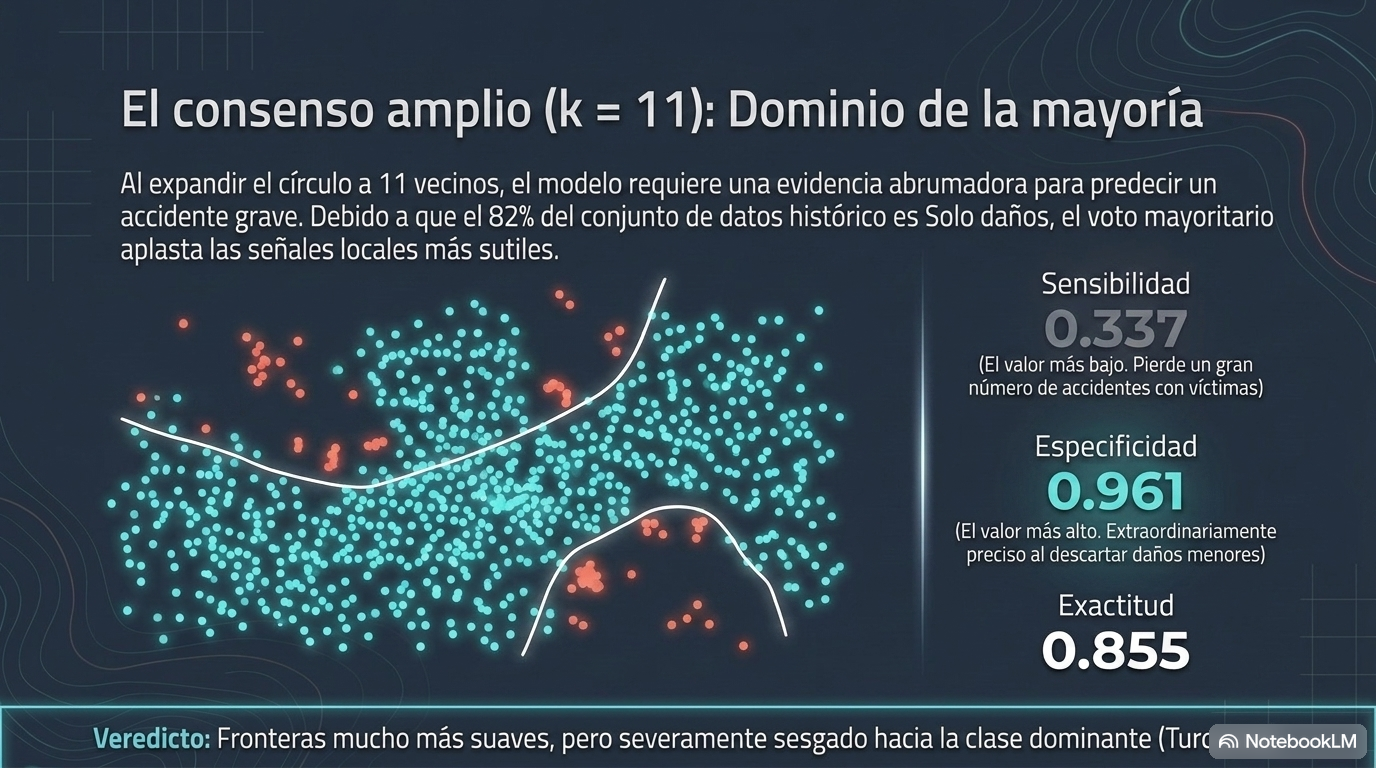 El consenso amplio (k = 11): Dominio de la mayoría
Al expandir el círculo a 11 vecinos, el modelo requiere una evidencia abrumadora para predecir un
accidente grave. Debido a que el 82% del conjunto de datos histórico es Solo daños, el voto mayoritario
aplasta las señales locales más sutiles.
Sensibilidad
0.337
(El valor más bajo. Pierde un gran
número de accidentes con víctimas)
Especificidad
0.961
(El valor más alto. Extraordinariamente
preciso al descartar daños menores)
Exactitud
0.855
Veredicto: Fronteras mucho más suaves, pero severamente sesgado hacia la clase dominante
NotebookLM